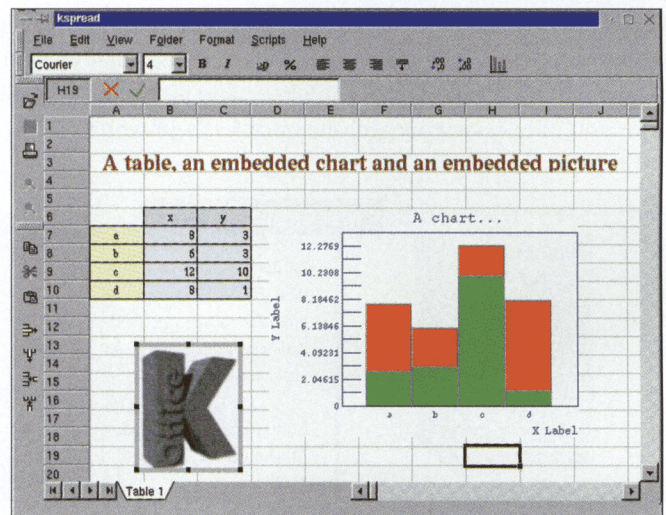 kspread
File Edit View Folder Format Scripts Help
Courier 4 B I %
H19
A B C D E F G H I J
1
2
3 A table, an embedded chart and an embedded picture
4
5
6 x y
7 a 8 3
8 b 6 3
9 c 12 10
10 d 8 1
11
12
13
14
15
16
17
18
19
20
A chart...
12.2769
10.2308
8.18462
6.13846
4.09231
2.04615
0
Y Label
a b c d
X Label
K Office
Table 1